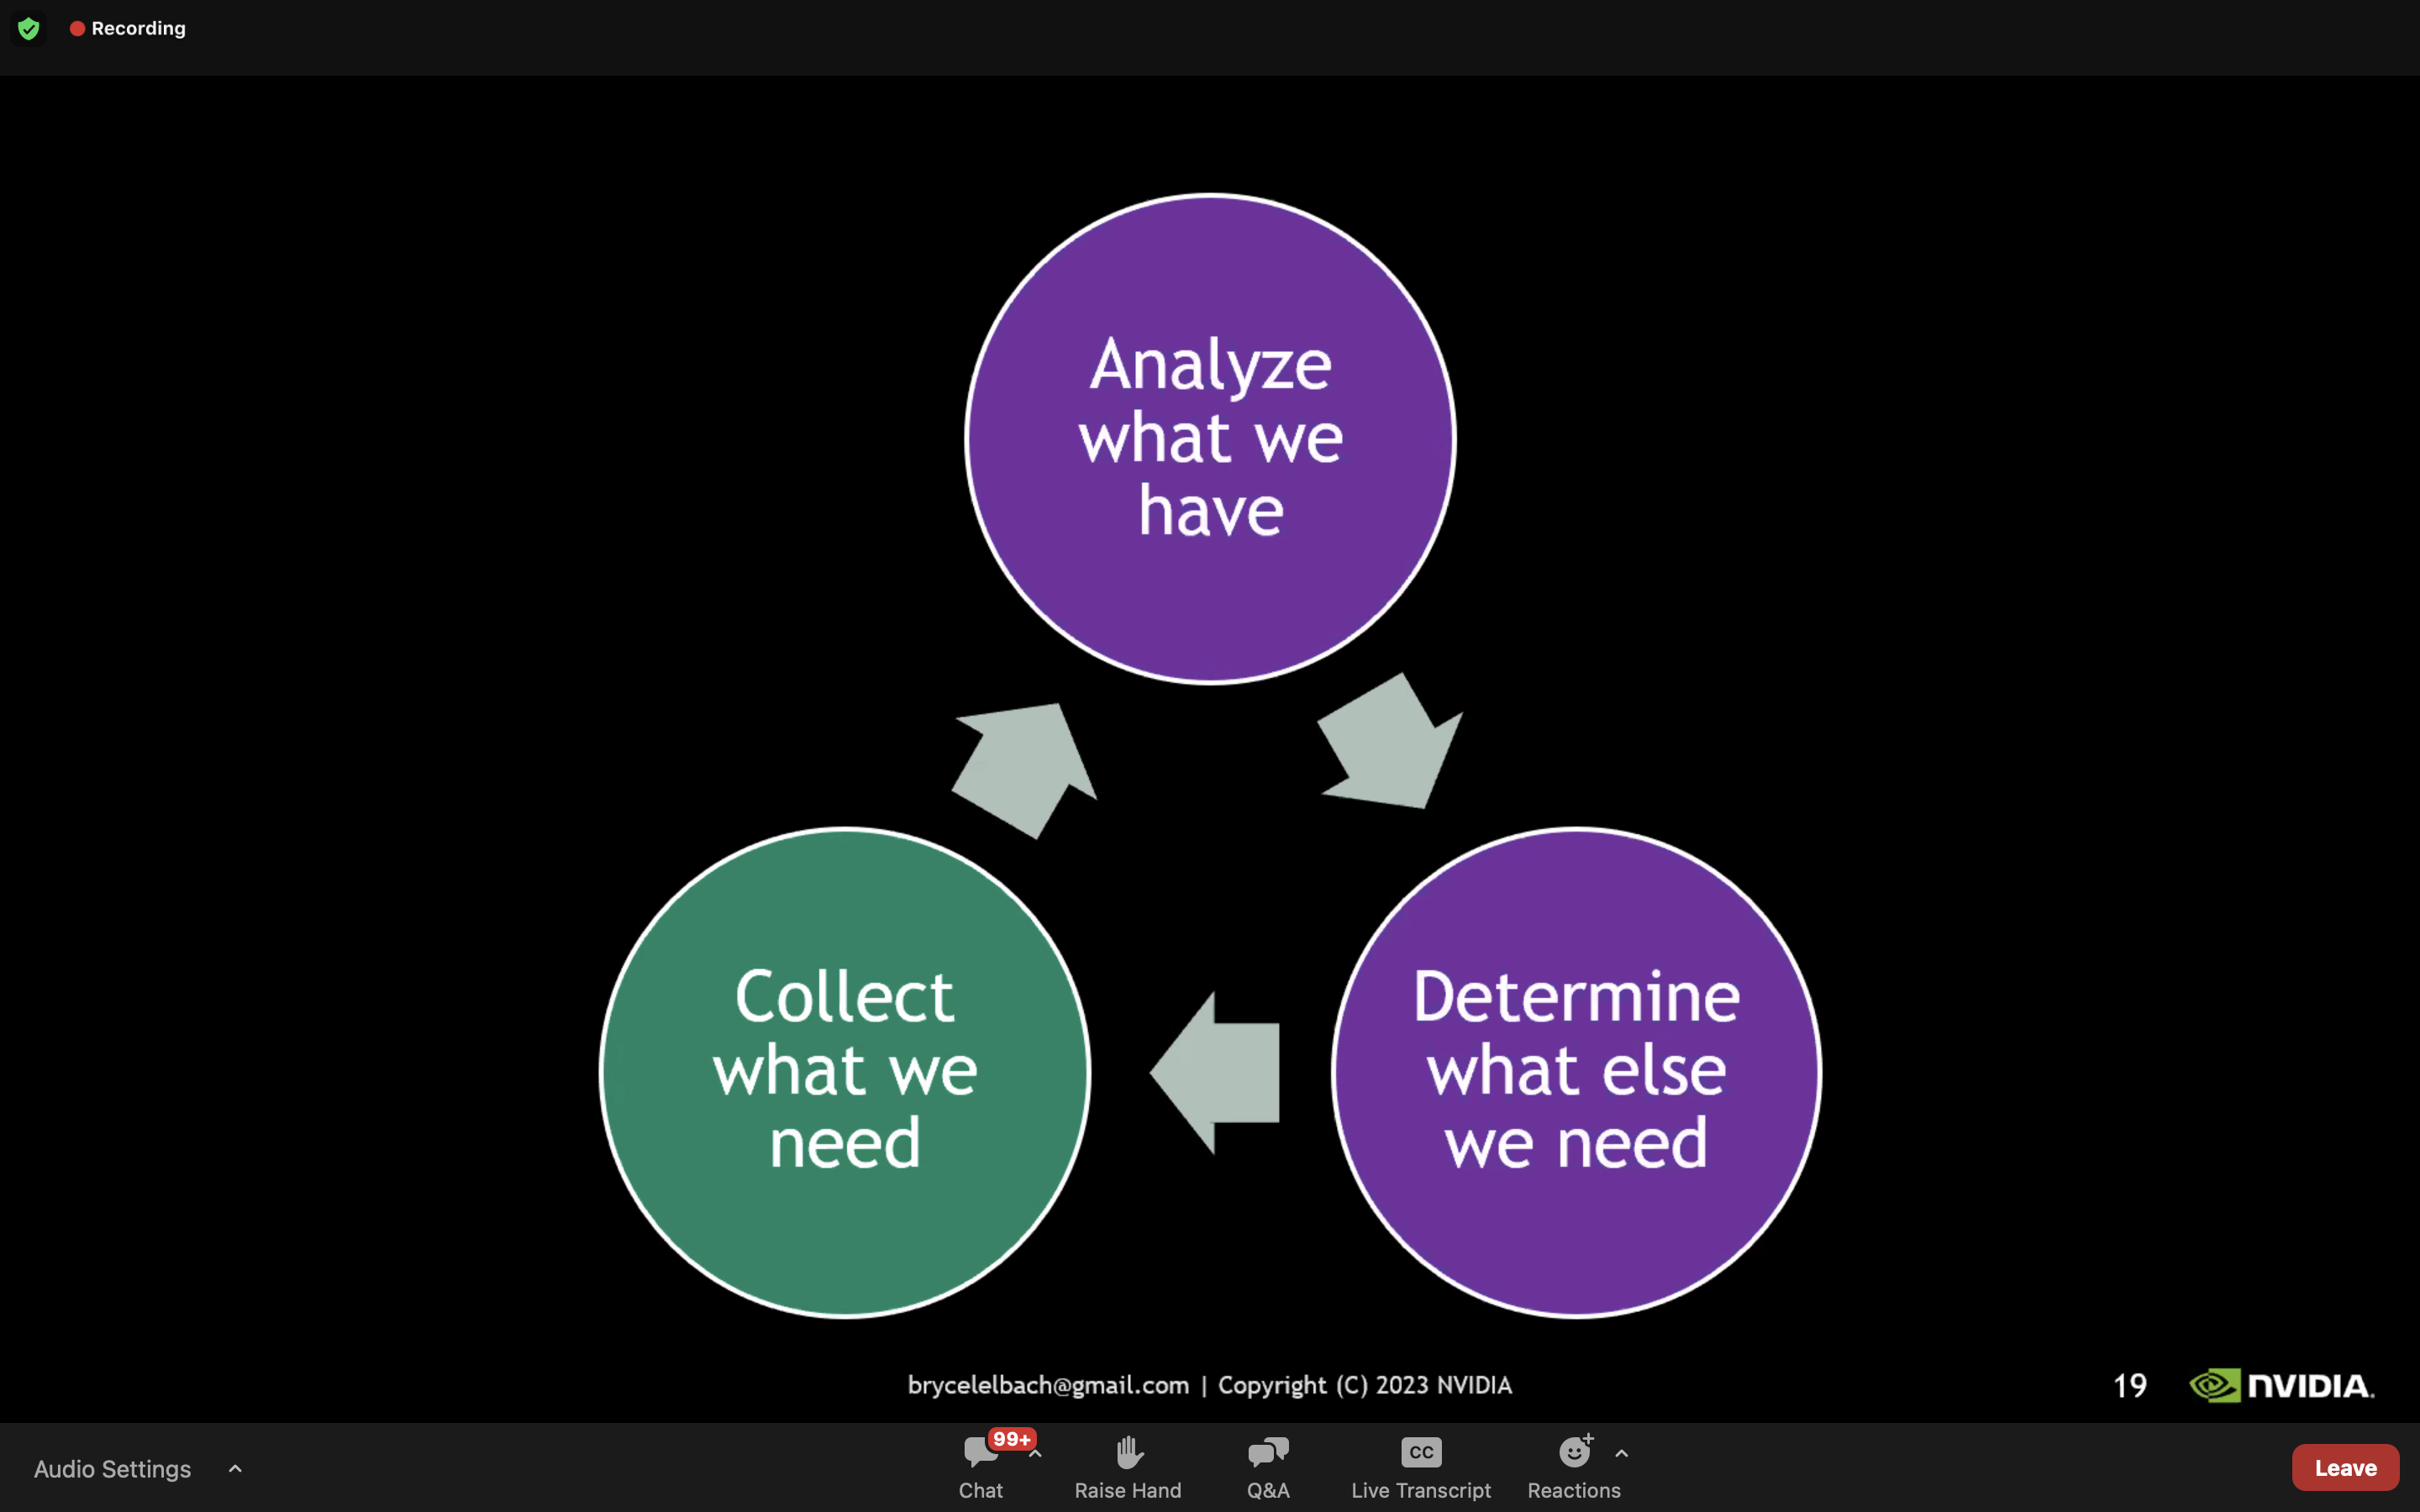 Recording
Analyze
what we
have
Collect
what we
need
Determine
what else
we need
brycelelbach@gmail.com | Copyright (C) 2023 NVIDIA
19
NVIDIA.
Audio Settings
99+
Chat
Raise Hand
Q&A
CC
Live Transcript
Reactions
Leave